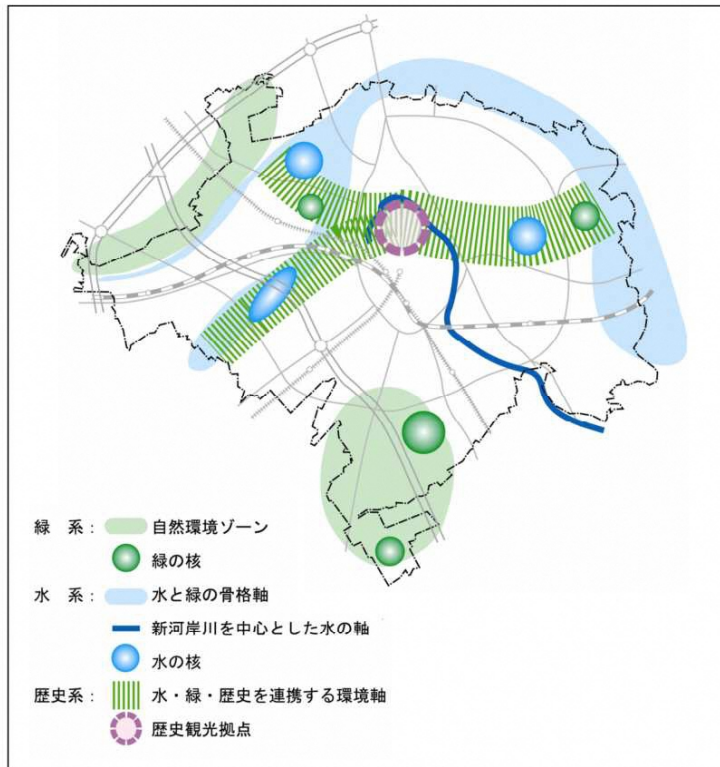 緑 系： 自然環境ゾーン
緑の核
水 系： 水と緑の骨格軸
新河岸川を中心とした水の軸
水の核
歴史系： 水・緑・歴史を連携する環境軸
歴史観光拠点